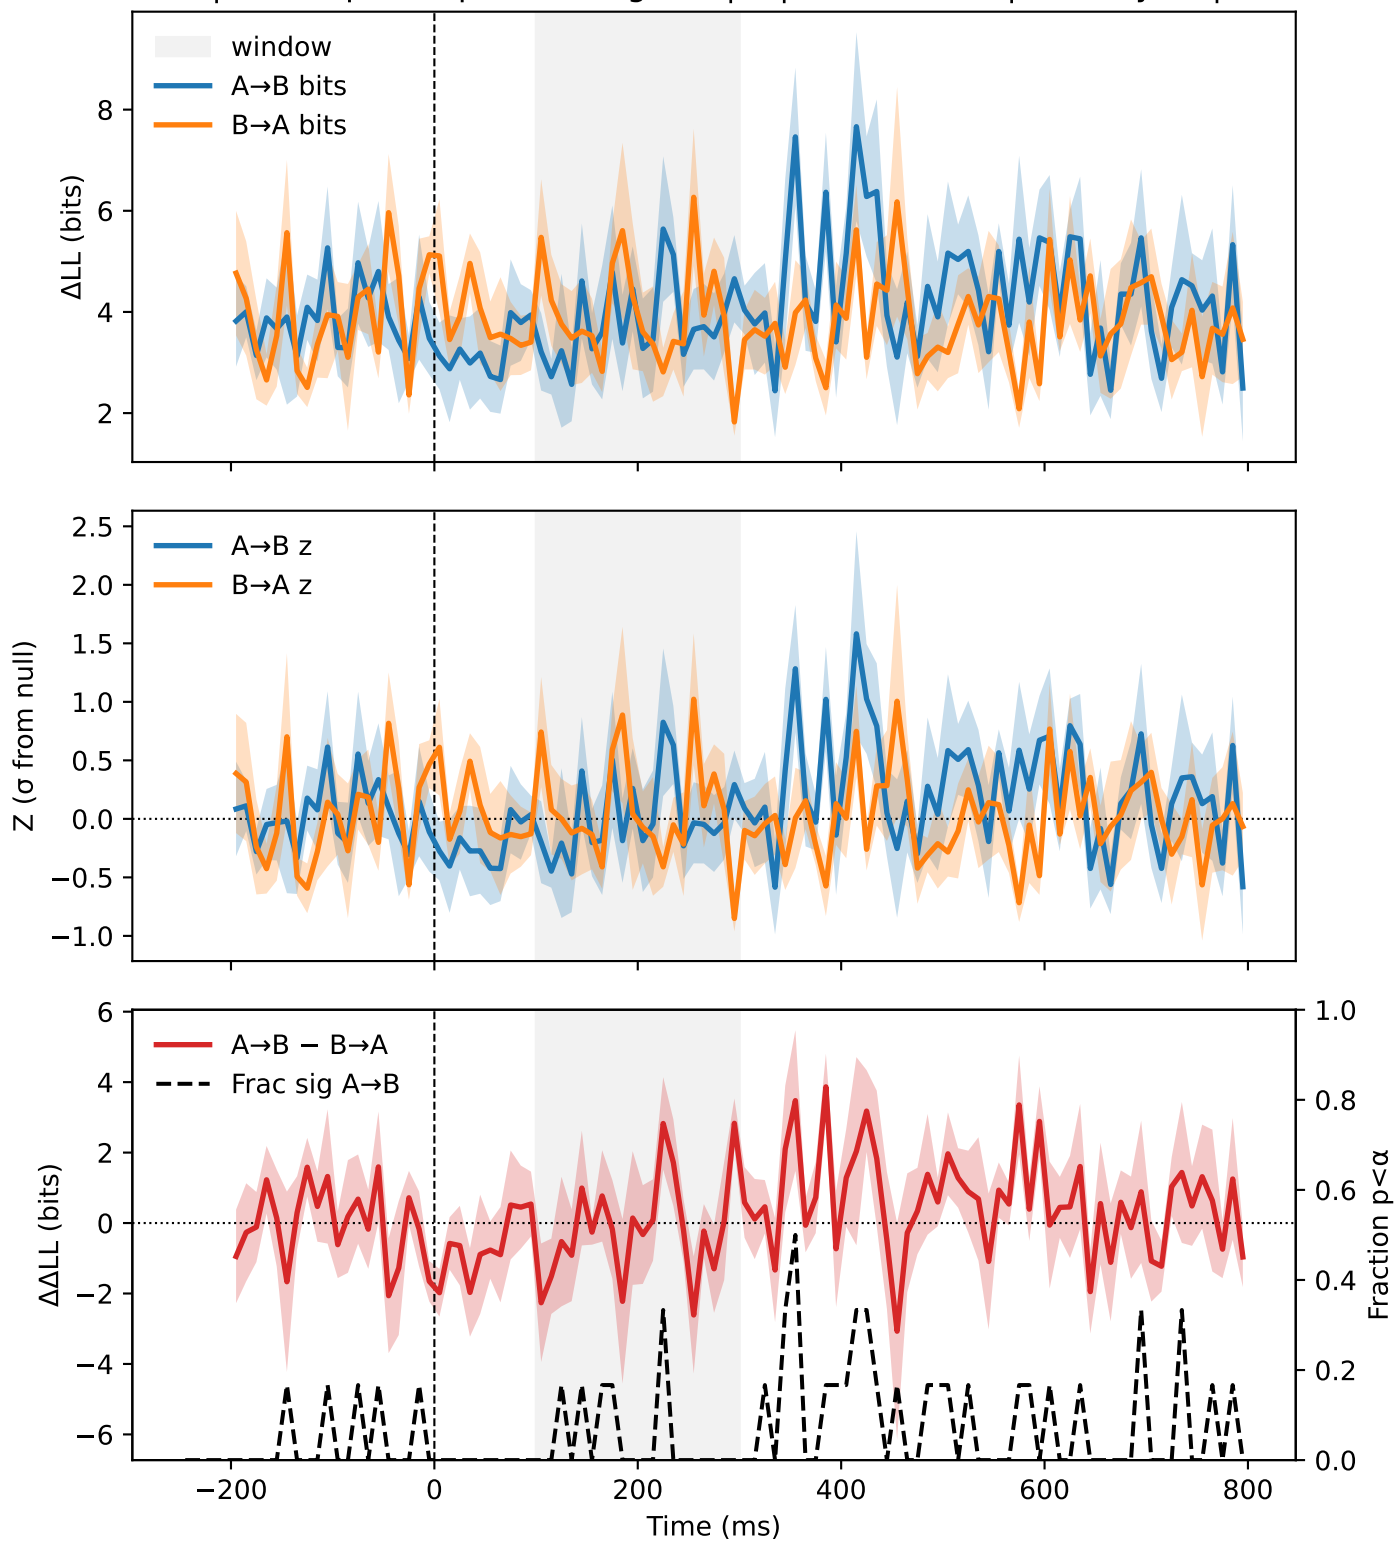 window
A→B bits
B→A bits
8
6
4
2
ΔLL (bits)
A→B z
B→A z
2.5
2.0
1.5
1.0
0.5
0.0
−0.5
−1.0
Z (σ from null)
A→B − B→A
Frac sig A→B
6
4
2
0
−2
−4
−6
ΔΔLL (bits)
1.0
0.8
0.6
0.4
0.2
0.0
Fraction p<α
−200
0
200
400
600
800
Time (ms)